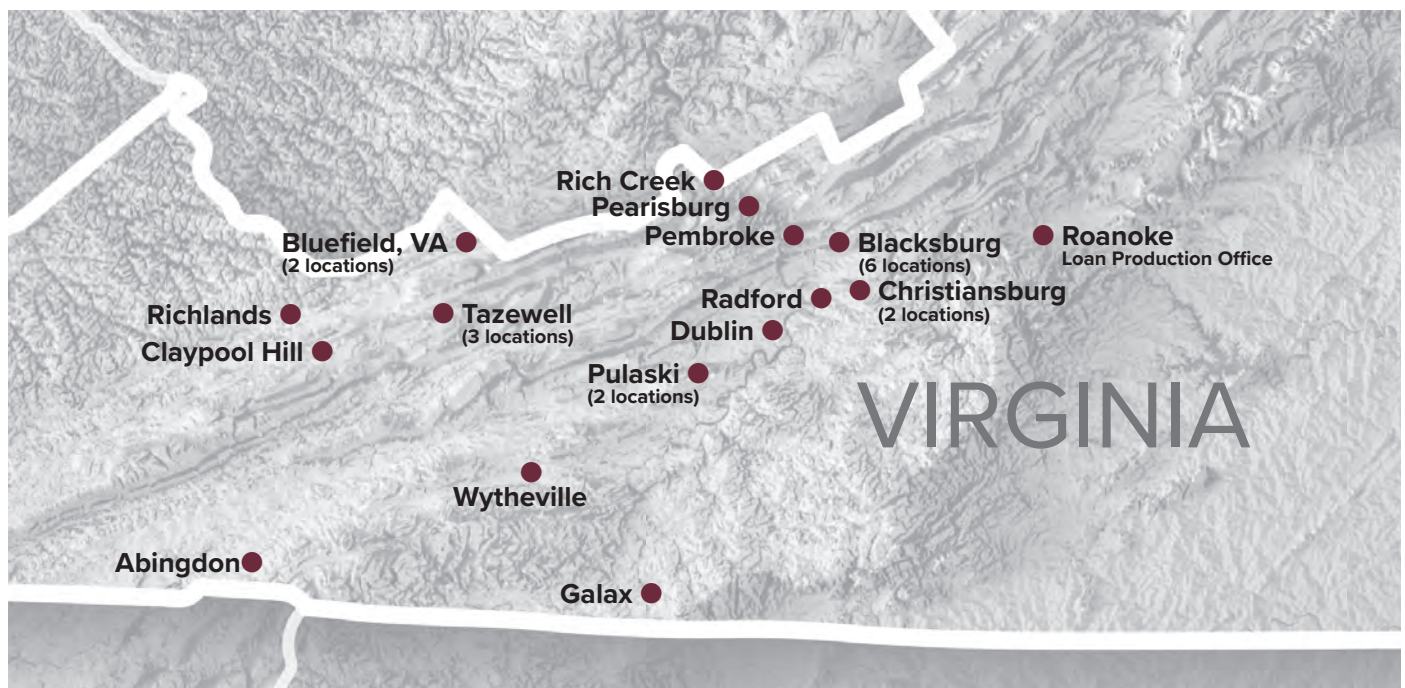 Rich Creek
Pearisburg
Pembroke
Bluefield, VA
(2 locations)
Blacksburg
(6 locations)
Roanoke
Loan Production Office
Richlands
Tazewell
(3 locations)
Radford
Christiansburg
(2 locations)
Claypool Hill
Dublin
Pulaski
(2 locations)
VIRGINIA
Wytheville
Abingdon
Galax